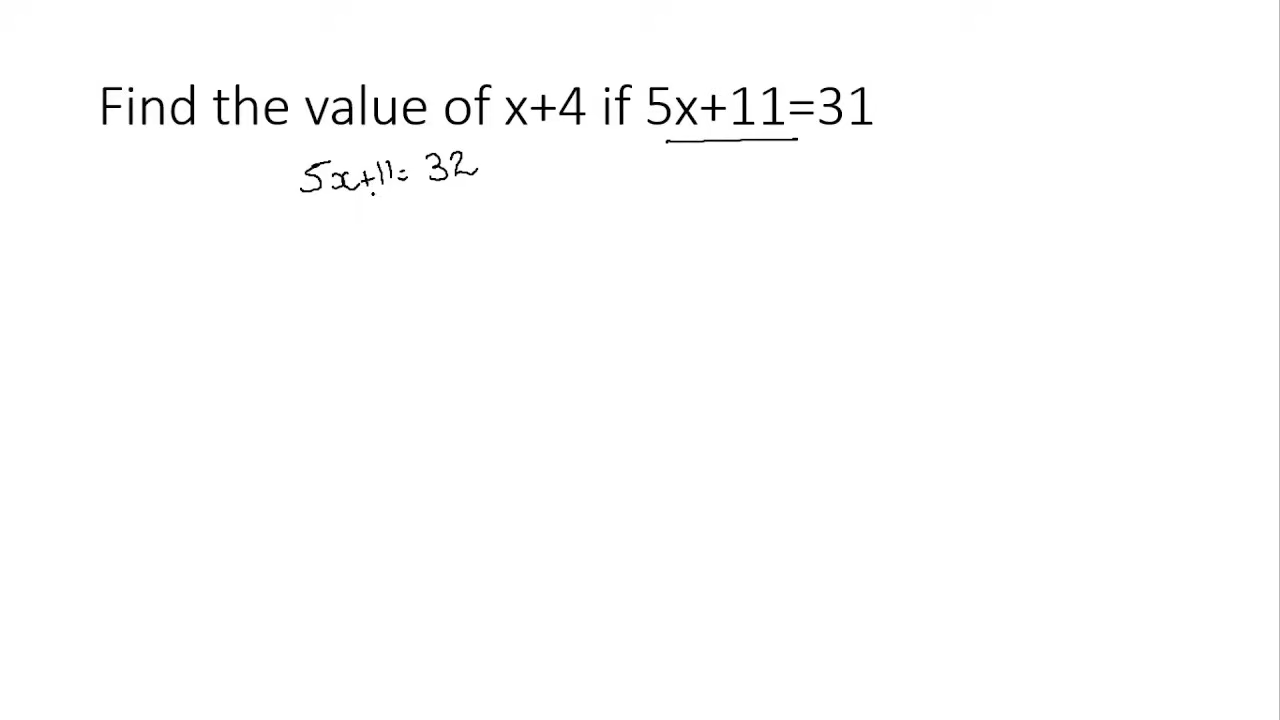 Find the value of x+4 if 5x+11=31
5x+11= 32